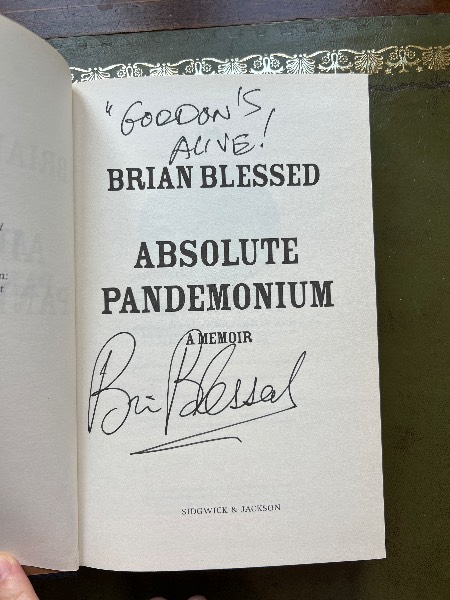 "GORDON'S
ALIVE!
BRIAN BLESSED
ABSOLUTE
PANDEMONIUM
A MEMOIR
Brian Blessed
SIDGWICK & JACKSON